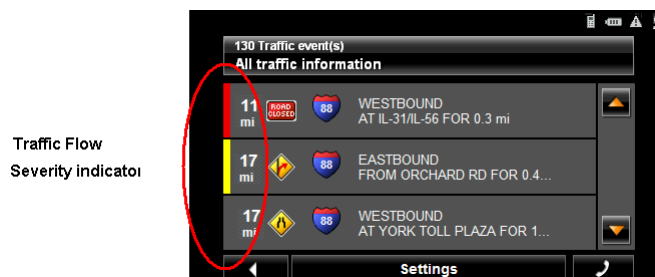 130 Traffic event(s)
All traffic information
11 mi
ROAD CLOSED
88
WESTBOUND
AT IL-31/IL-56 FOR 0.3 mi
Traffic Flow
Severity indicator
17 mi
88
EASTBOUND
FROM ORCHARD RD FOR 0.4...
17 mi
88
WESTBOUND
AT YORK TOLL PLAZA FOR 1...
Settings